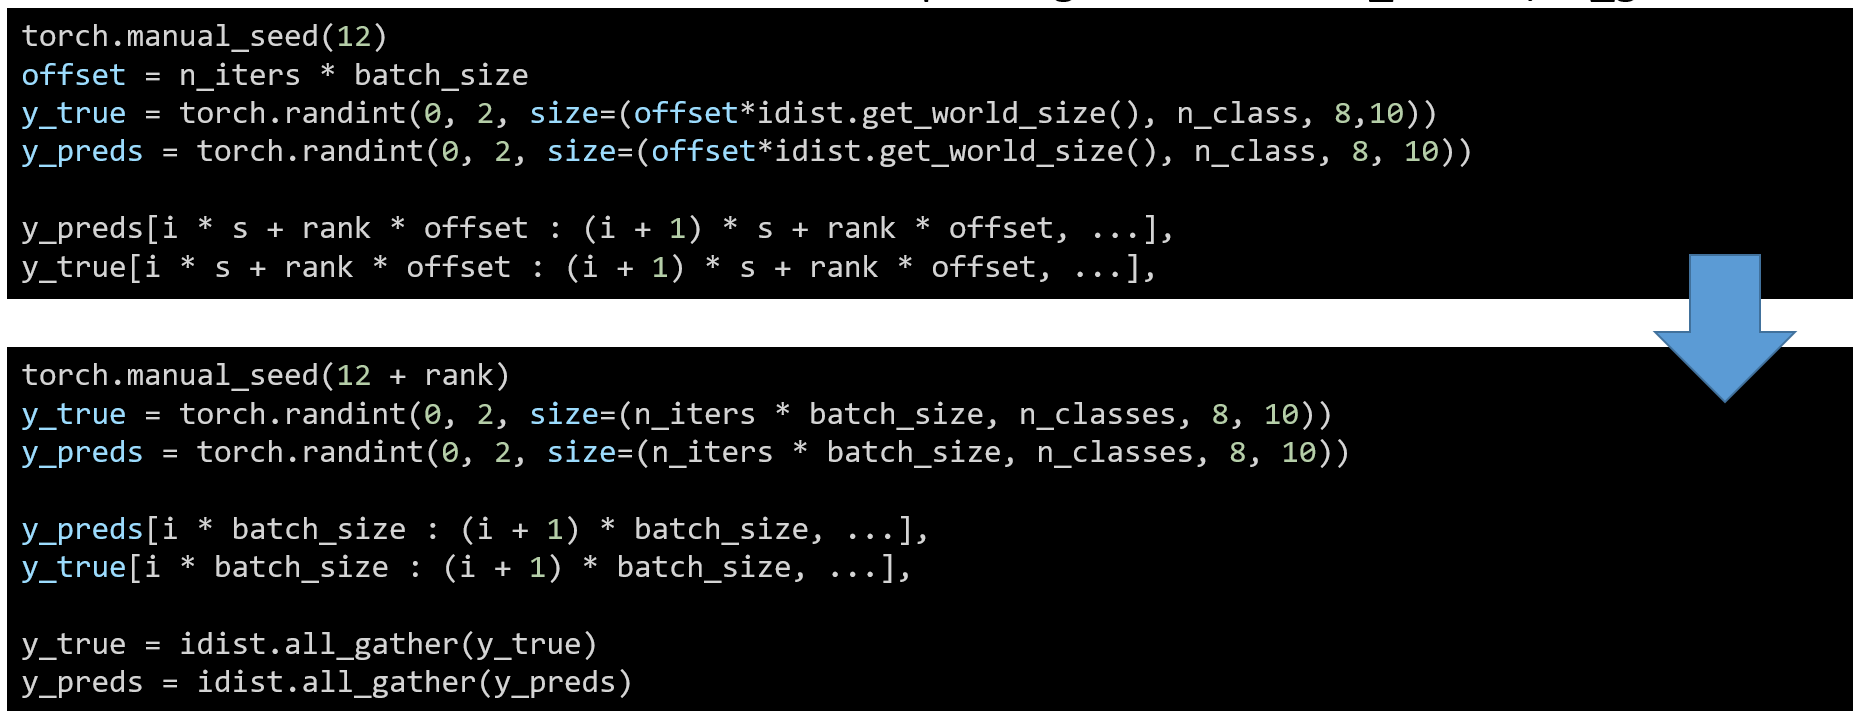 torch.manual_seed(12)
offset = n_iters * batch_size
y_true = torch.randint(0, 2, size=(offset*idist.get_world_size(), n_class, 8,10))
y_preds = torch.randint(0, 2, size=(offset*idist.get_world_size(), n_class, 8, 10))
y_preds[i * s + rank * offset : (i + 1) * s + rank * offset, ...],
y_true[i * s + rank * offset : (i + 1) * s + rank * offset, ...],
torch.manual_seed(12 + rank)
y_true = torch.randint(0, 2, size=(n_iters * batch_size, n_classes, 8, 10))
y_preds = torch.randint(0, 2, size=(n_iters * batch_size, n_classes, 8, 10))
y_preds[i * batch_size : (i + 1) * batch_size, ...],
y_true[i * batch_size : (i + 1) * batch_size, ...],
y_true = idist.all_gather(y_true)
y_preds = idist.all_gather(y_preds)